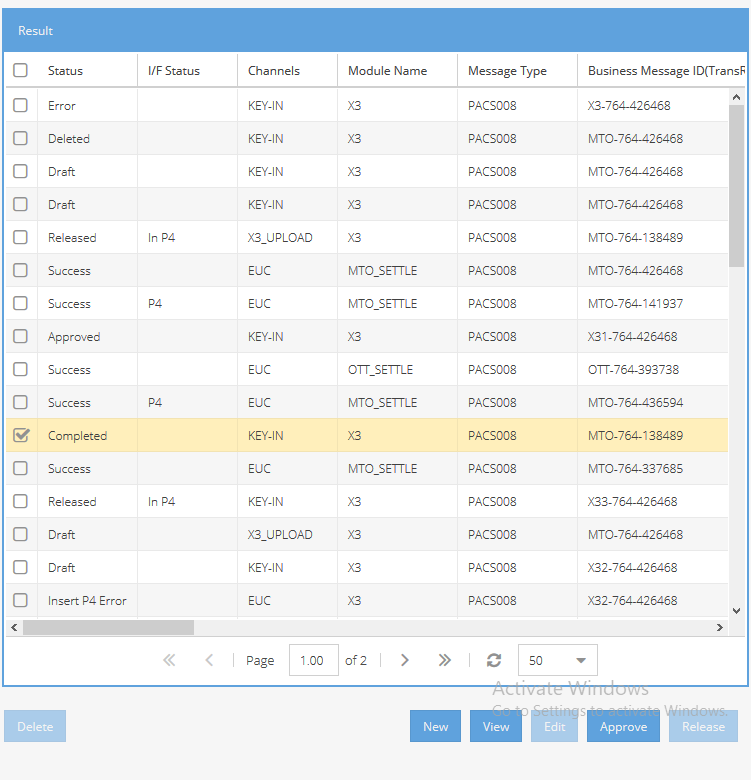 Result
Status I/F Status Channels Module Name Message Type Business Message ID(TransR
Error KEY-IN X3 PACS008 X3-764-426468
Deleted KEY-IN X3 PACS008 MTO-764-426468
Draft KEY-IN X3 PACS008 MTO-764-426468
Draft KEY-IN X3 PACS008 MTO-764-426468
Released In P4 X3_UPLOAD X3 PACS008 MTO-764-138489
Success EUC MTO_SETTLE PACS008 MTO-764-426468
Success P4 EUC MTO_SETTLE PACS008 MTO-764-141937
Approved KEY-IN X3 PACS008 X31-764-426468
Success EUC OTT_SETTLE PACS008 OTT-764-393738
Success P4 EUC MTO_SETTLE PACS008 MTO-764-436594
Completed KEY-IN X3 PACS008 MTO-764-138489
Success EUC MTO_SETTLE PACS008 MTO-764-337685
Released In P4 KEY-IN X3 PACS008 X33-764-426468
Draft X3_UPLOAD X3 PACS008 MTO-764-426468
Draft KEY-IN X3 PACS008 X32-764-426468
Insert P4 Error EUC X3 PACS008 X32-764-426468
Page 1.00 of 2 50
Activate Windows
Go to Settings to activate Windows.
Delete New View Edit Approve Release